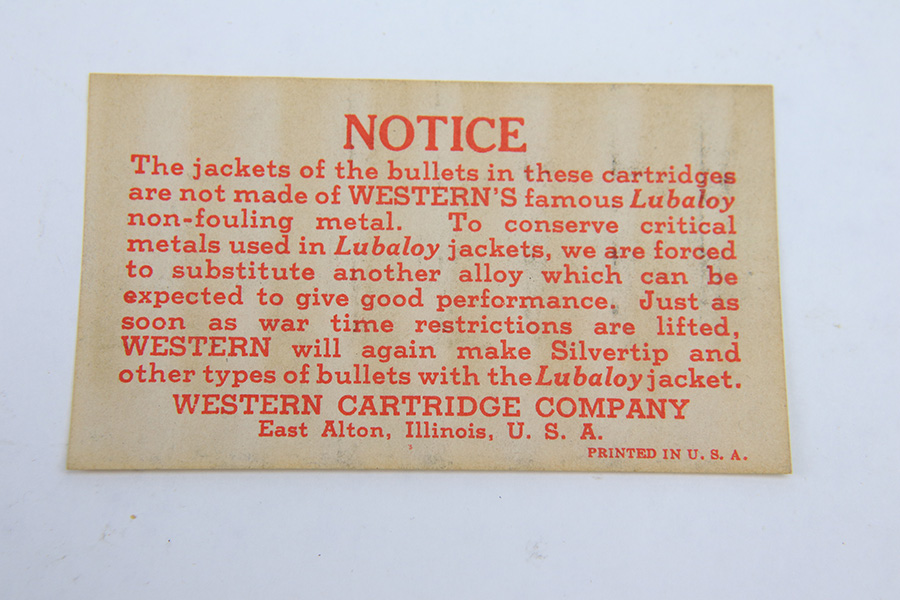 NOTICE
The jackets of the bullets in these cartridges
are not made of WESTERN'S famous Lubaloy
non-fouling metal. To conserve critical
metals used in Lubaloy jackets, we are forced
to substitute another alloy which can be
expected to give good performance. Just as
soon as war time restrictions are lifted,
WESTERN will again make Silvertip and
other types of bullets with the Lubaloy jacket.
WESTERN CARTRIDGE COMPANY
East Alton, Illinois, U. S. A.
PRINTED IN U. S. A.